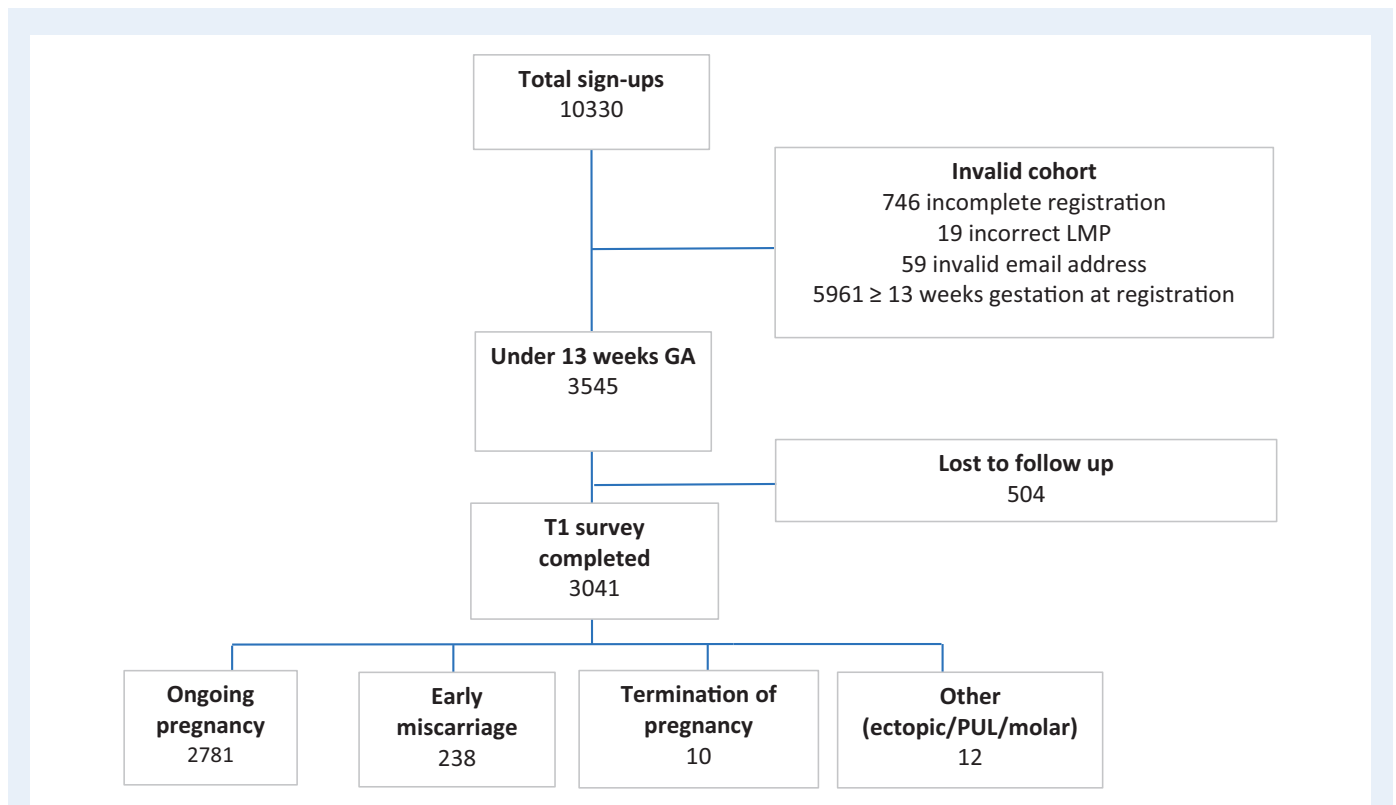 Total sign-ups
10330
Invalid cohort
746 incomplete registration
19 incorrect LMP
59 invalid email address
5961 ≥ 13 weeks gestation at registration
Under 13 weeks GA
3545
Lost to follow up
504
T1 survey
completed
3041
Ongoing
pregnancy
2781
Early
miscarriage
238
Termination of
pregnancy
10
Other
(ectopic/PUL/molar)
12